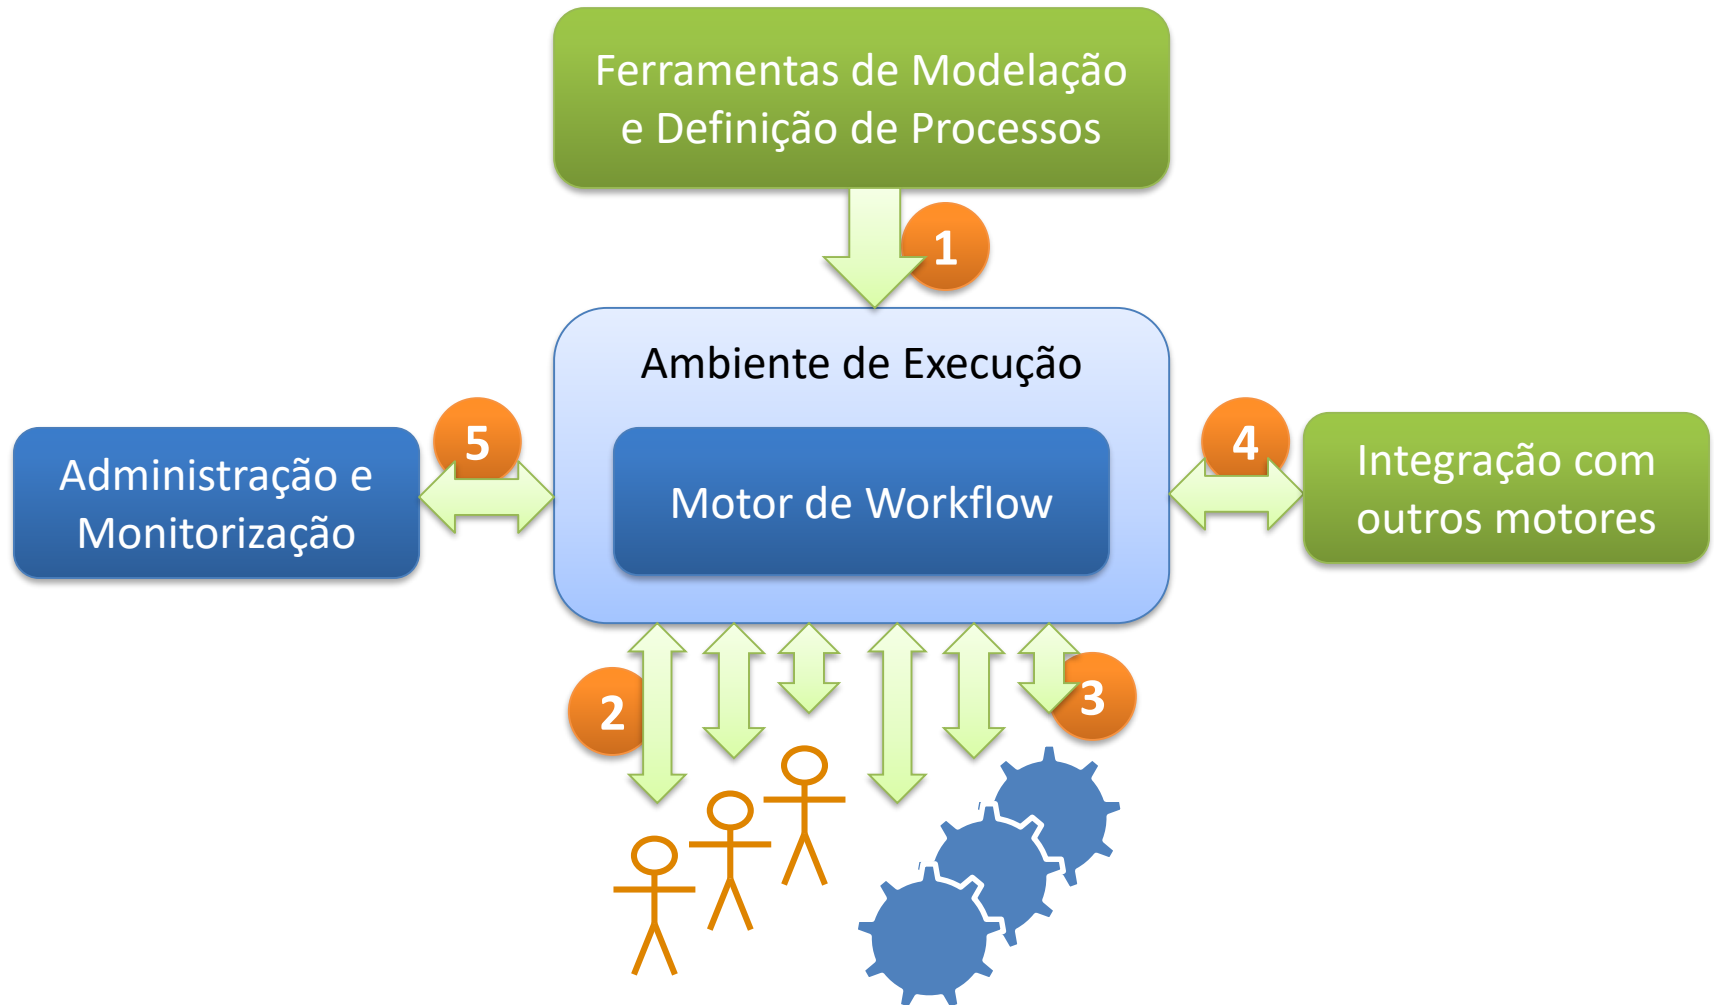 Ferramentas de Modelação
e Definição de Processos
1
Ambiente de Execução
5
Administração e
Monitorização
Motor de Workflow
4
Integração com
outros motores
2
3